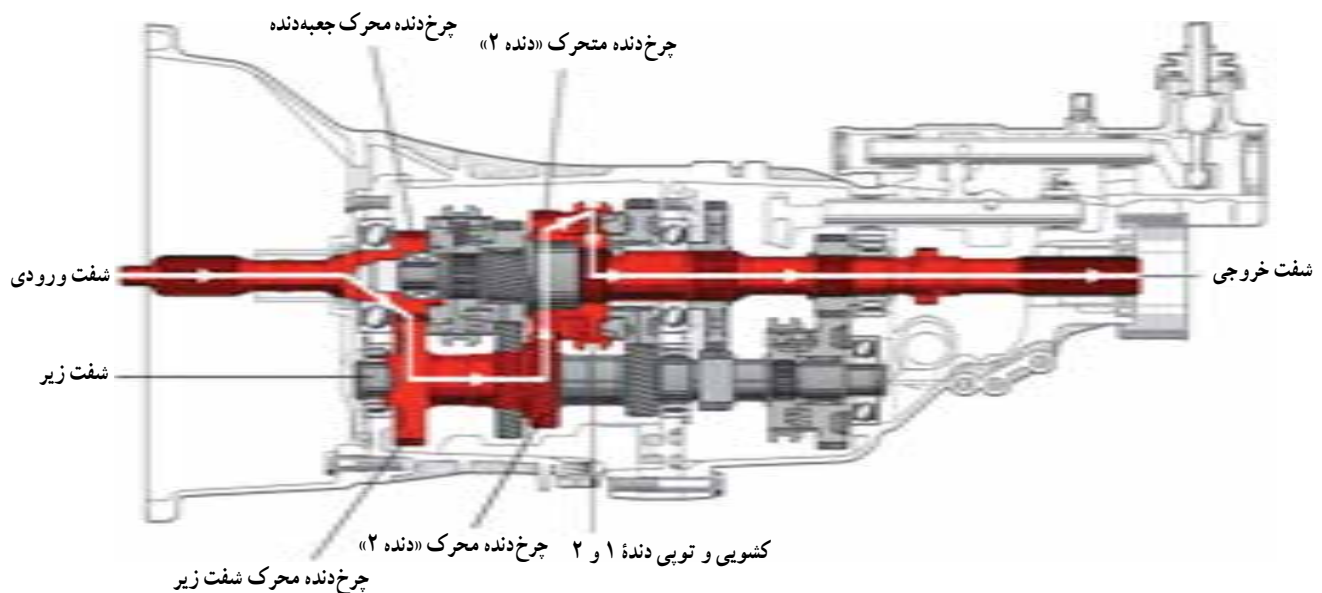 چرخ‌دنده محرک جعبه‌دنده
چرخ‌دنده متحرک «دنده ۲»
شفت ورودی
شفت خروجی
شفت زیر
کشویی و توپی دندهٔ ۱ و ۲
چرخ‌دنده محرک «دنده ۲»
چرخ‌دنده محرک شفت زیر